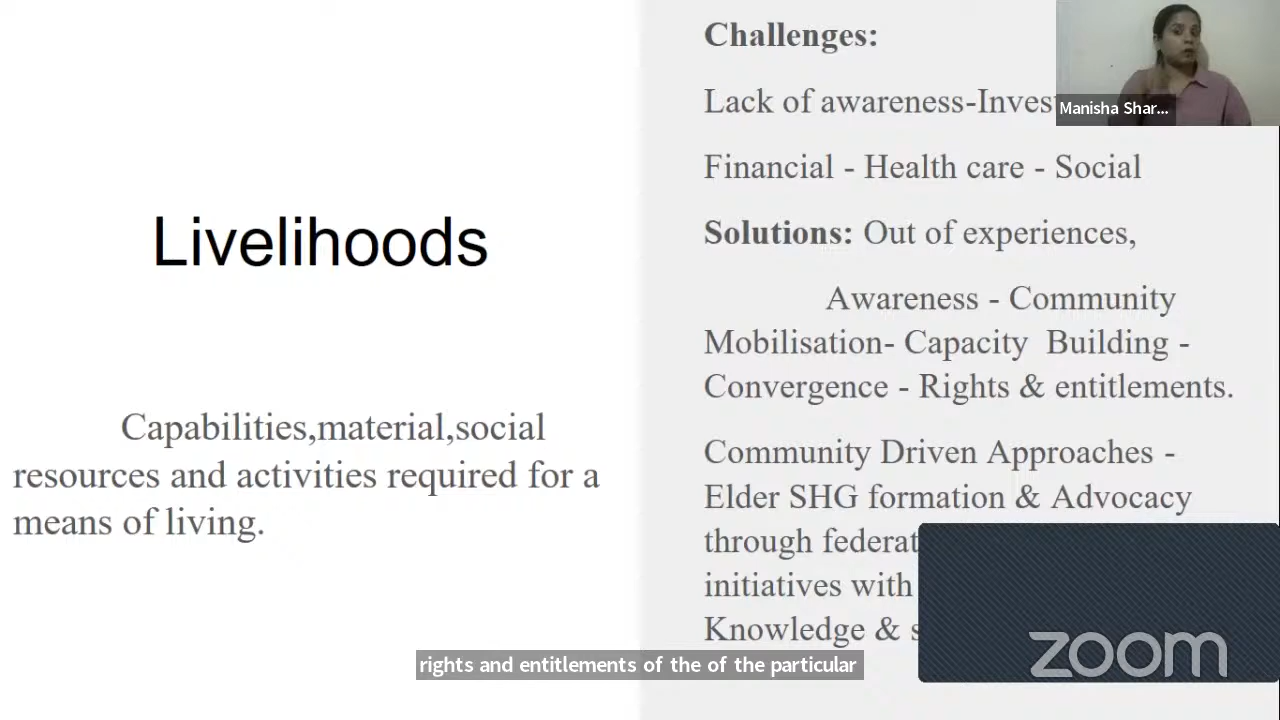 Livelihoods
Capabilities,material,social
resources and activities required for a
means of living.
Challenges:
Lack of awareness-Inves
Financial - Health care - Social
Solutions: Out of experiences,
Awareness - Community
Mobilisation- Capacity Building -
Convergence - Rights & entitlements.
Community Driven Approaches -
Elder SHG formation & Advocacy
through federat
initiatives with
Knowledge & s
Manisha Shar...
zoom
rights and entitlements of the of the particular